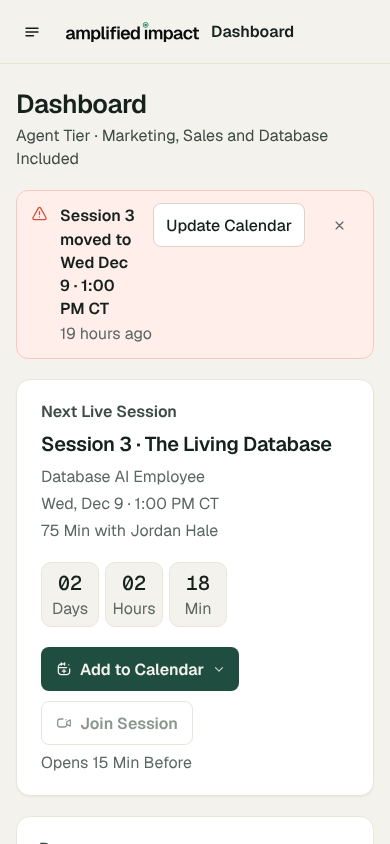 amplified impact Dashboard
Dashboard
Agent Tier · Marketing, Sales and Database
Included
Session 3
moved to
Wed Dec
9 · 1:00
PM CT
19 hours ago
Update Calendar
Next Live Session
Session 3 · The Living Database
Database AI Employee
Wed, Dec 9 · 1:00 PM CT
75 Min with Jordan Hale
02 02 18
Days Hours Min
Add to Calendar
Join Session
Opens 15 Min Before